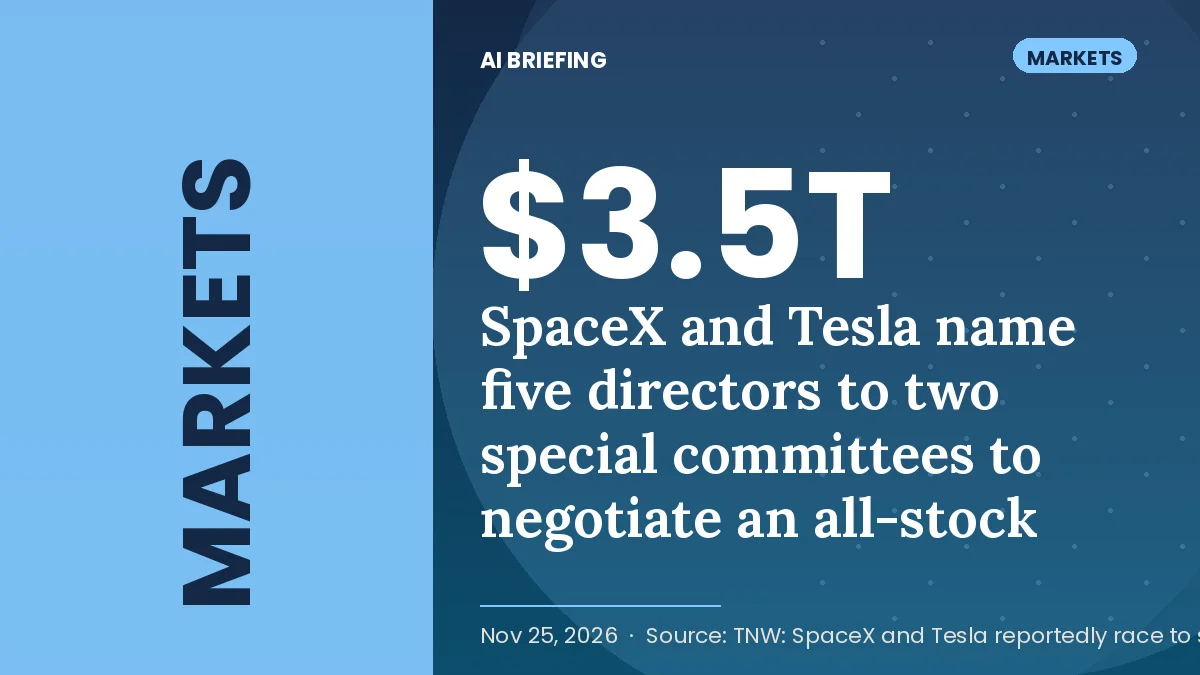 MARKETS
AI BRIEFING
MARKETS
$3.5T
SpaceX and Tesla name
five directors to two
special committees to
negotiate an all-stock
Nov 25, 2026 · Source: TNW: SpaceX and Tesla reportedly race to